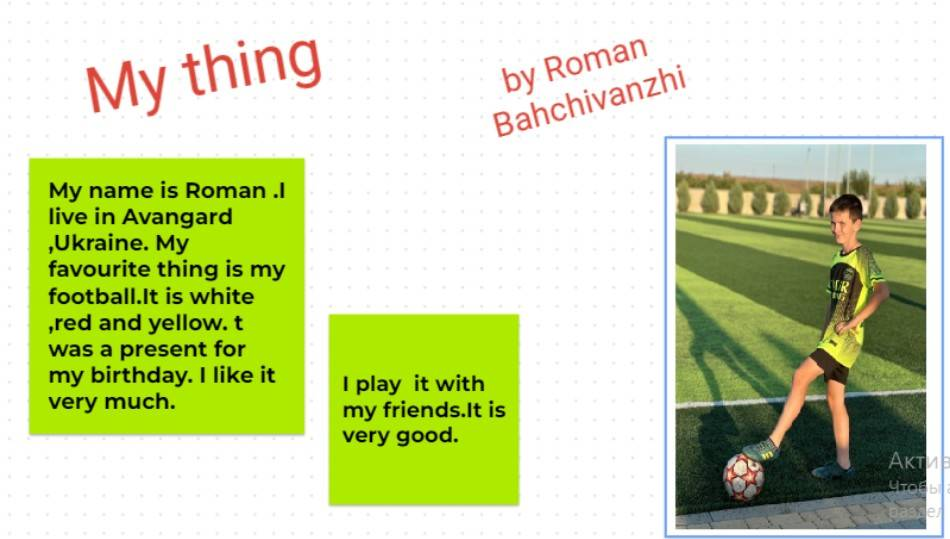 My thing
by Roman
Bahchivanzhi
My name is Roman .I
live in Avangard
,Ukraine. My
favourite thing is my
football.It is white
,red and yellow. t
was a present for
my birthday. I like it
very much.
I play  it with
my friends.It is
very good.